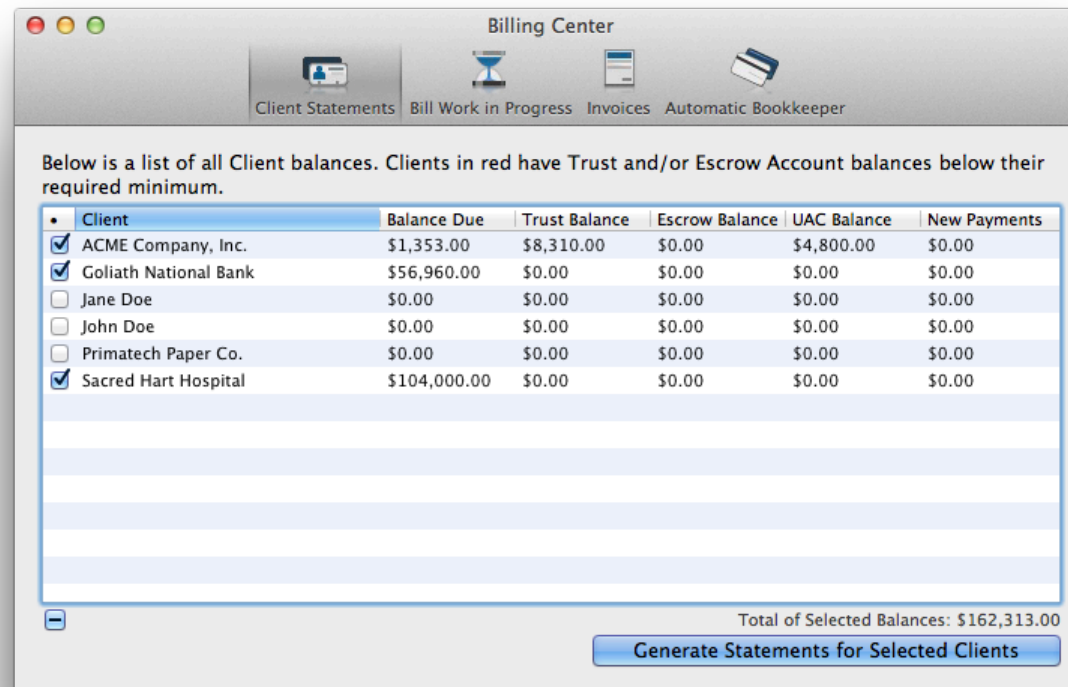 Billing Center
Client Statements Bill Work in Progress Invoices Automatic Bookkeeper
Below is a list of all Client balances. Clients in red have Trust and/or Escrow Account balances below their
required minimum.
• Client Balance Due Trust Balance Escrow Balance UAC Balance New Payments
ACME Company, Inc. $1,353.00 $8,310.00 $0.00 $4,800.00 $0.00
Goliath National Bank $56,960.00 $0.00 $0.00 $0.00 $0.00
Jane Doe $0.00 $0.00 $0.00 $0.00 $0.00
John Doe $0.00 $0.00 $0.00 $0.00 $0.00
Primatech Paper Co. $0.00 $0.00 $0.00 $0.00 $0.00
Sacred Hart Hospital $104,000.00 $0.00 $0.00 $0.00 $0.00
Total of Selected Balances: $162,313.00
Generate Statements for Selected Clients